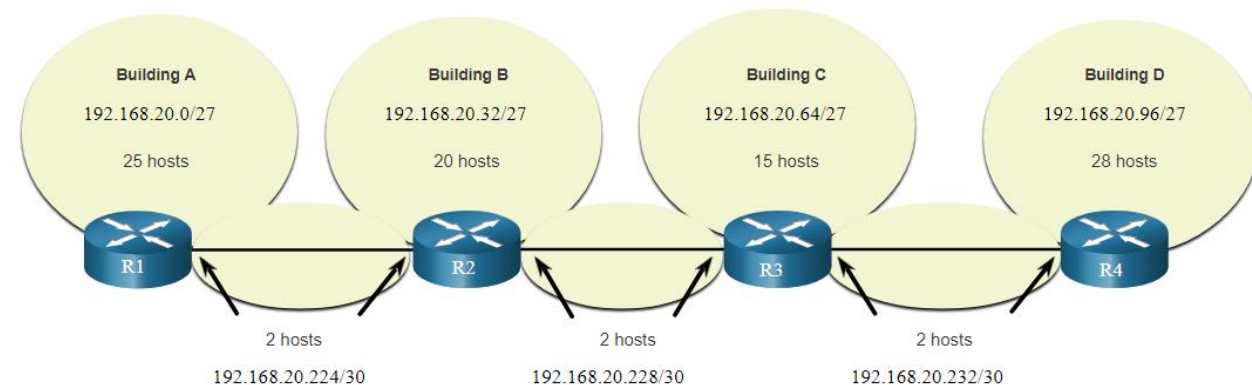 Building A
192.168.20.0/27
25 hosts
Building B
192.168.20.32/27
20 hosts
Building C
192.168.20.64/27
15 hosts
Building D
192.168.20.96/27
28 hosts
R1
R2
R3
R4
2 hosts
192.168.20.224/30
2 hosts
192.168.20.228/30
2 hosts
192.168.20.232/30